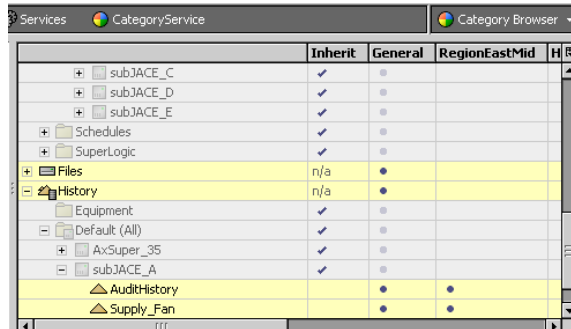 Services CategoryService Category Browser
Inherit General RegionEastMid H
subJACE_C
subJACE_D
subJACE_E
Schedules
SuperLogic
Files n/a
History n/a
Equipment
Default (All)
AxSuper_35
subJACE_A
AuditHistory
Supply_Fan